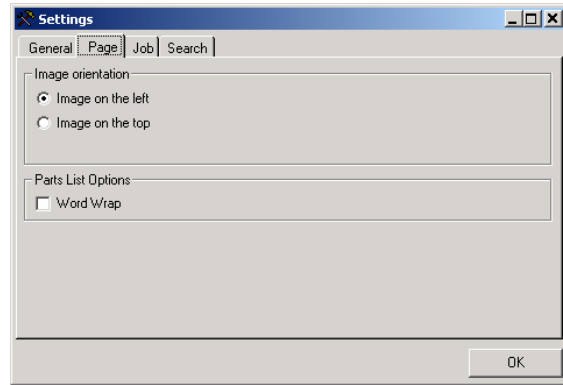 Settings
General Page Job Search
Image orientation
Image on the left
Image on the top
Parts List Options
Word Wrap
OK